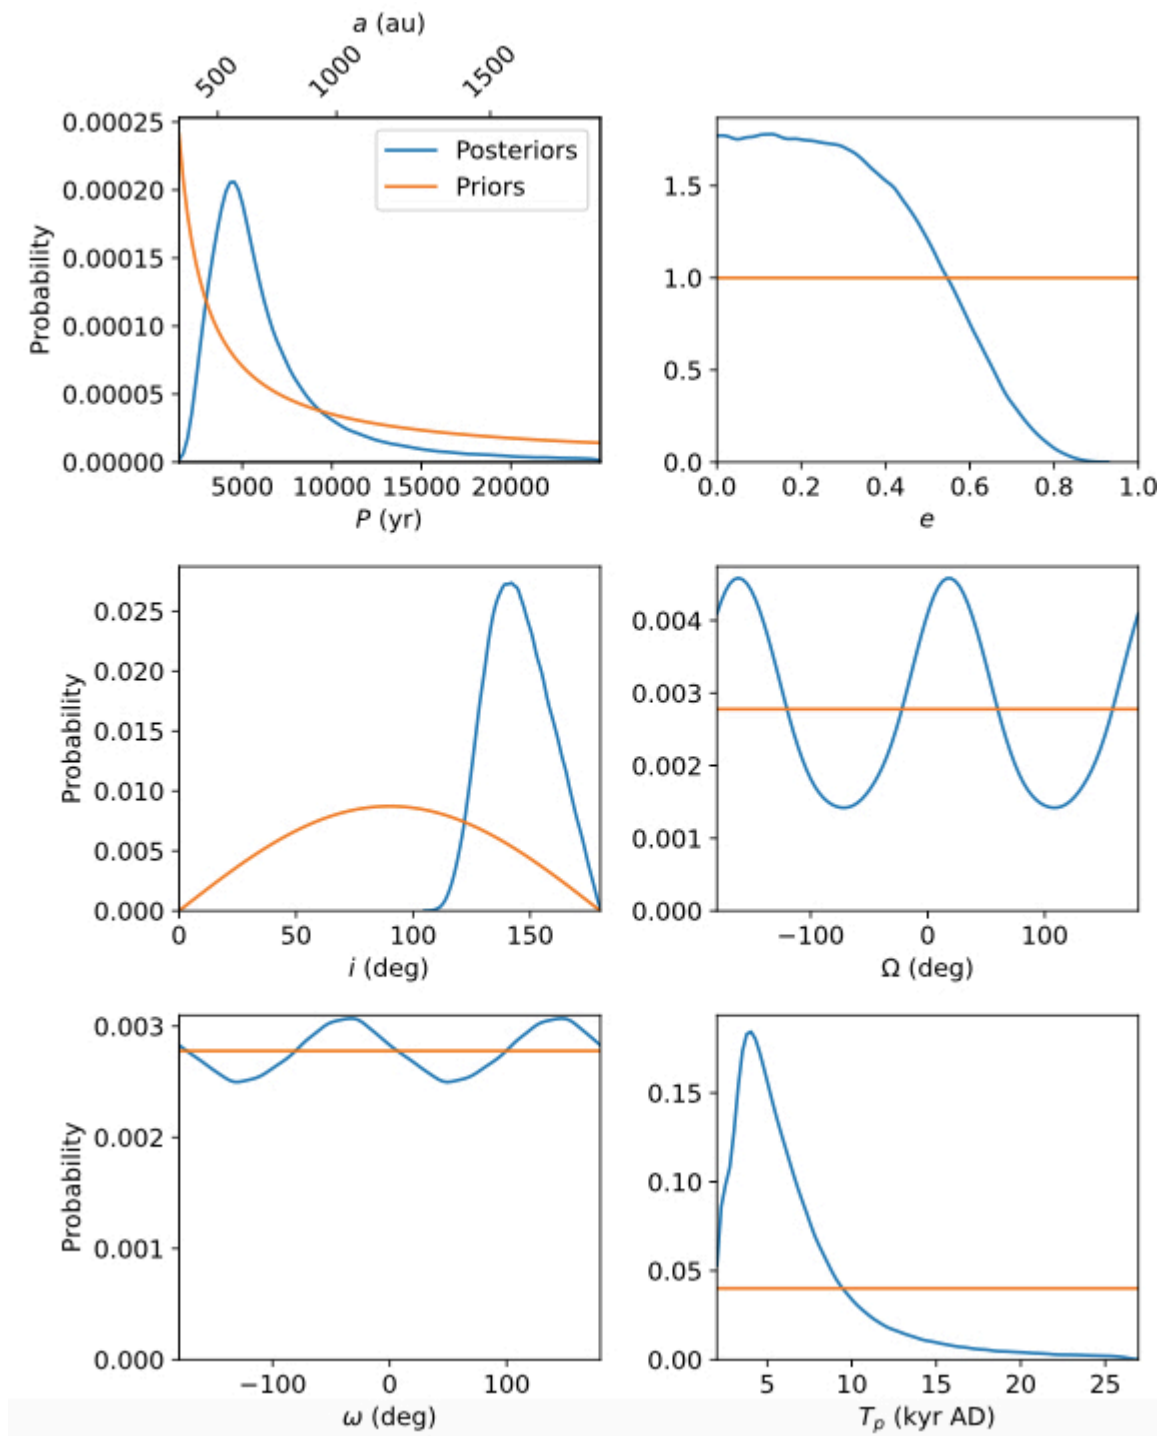 a (au)
500 1000 1500
0.00025
0.00020
0.00015
0.00010
0.00005
0.00000
Probability
Posteriors
Priors
5000 10000 15000 20000
P (yr)
1.5
1.0
0.5
0.0
0.0 0.2 0.4 0.6 0.8 1.0
e
0.025
0.020
0.015
0.010
0.005
0.000
Probability
0 50 100 150
i (deg)
0.004
0.003
0.002
0.001
0.000
−100 0 100
Ω (deg)
0.003
0.002
0.001
0.000
Probability
−100 0 100
ω (deg)
0.15
0.10
0.05
0.00
5 10 15 20 25
Tₚ (kyr AD)